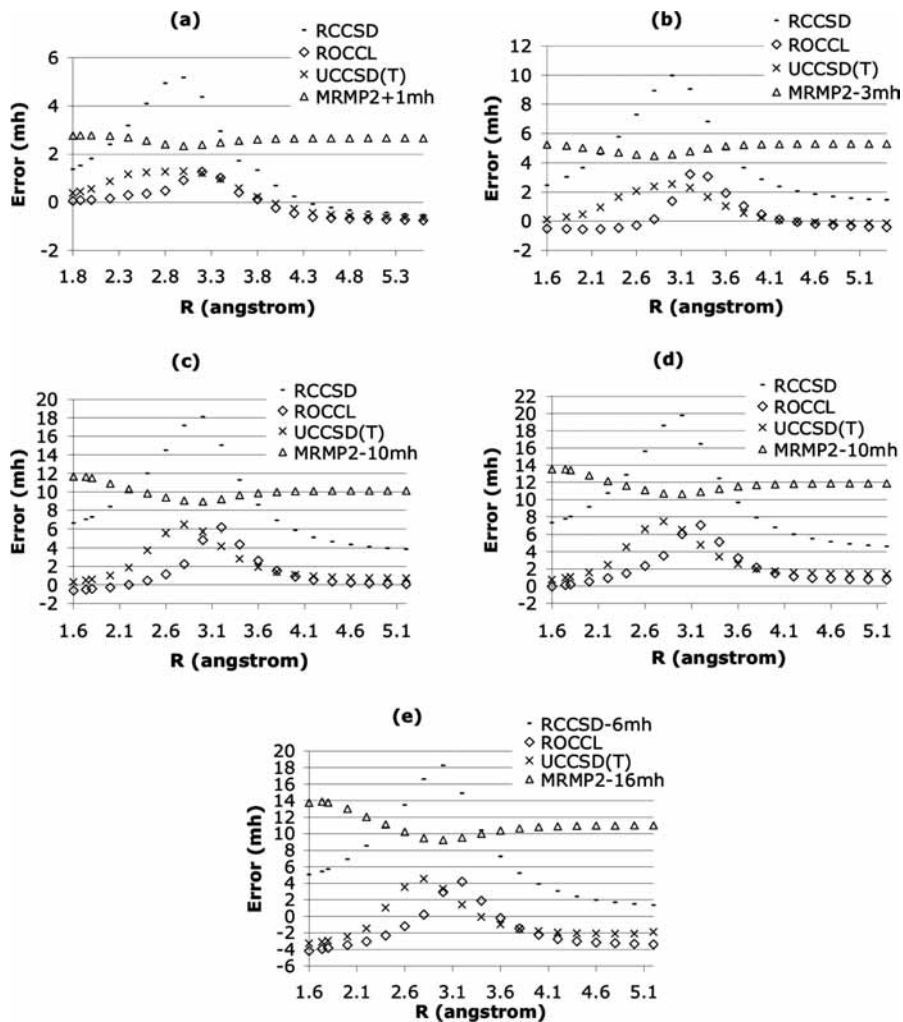 (a)
RCCSD
ROCCL
UCCSD(T)
MRMP2+1mh
6
4
2
0
-2
Error (mh)
1.8 2.3 2.8 3.3 3.8 4.3 4.8 5.3
R (angstrom)
(b)
RCCSD
ROCCL
UCCSD(T)
MRMP2-3mh
12
10
8
6
4
2
0
-2
Error (mh)
1.6 2.1 2.6 3.1 3.6 4.1 4.6 5.1
R (angstrom)
(c)
RCCSD
ROCCL
UCCSD(T)
MRMP2-10mh
20
18
16
14
12
10
8
6
4
2
0
-2
Error (mh)
1.6 2.1 2.6 3.1 3.6 4.1 4.6 5.1
R (angstrom)
(d)
RCCSD
ROCCL
UCCSD(T)
MRMP2-10mh
22
20
18
16
14
12
10
8
6
4
2
0
-2
Error (mh)
1.6 2.1 2.6 3.1 3.6 4.1 4.6 5.1
R (angstrom)
(e)
RCCSD-6mh
ROCCL
UCCSD(T)
MRMP2-16mh
20
18
16
14
12
10
8
6
4
2
0
-2
-4
-6
Error (mh)
1.6 2.1 2.6 3.1 3.6 4.1 4.6 5.1
R (angstrom)